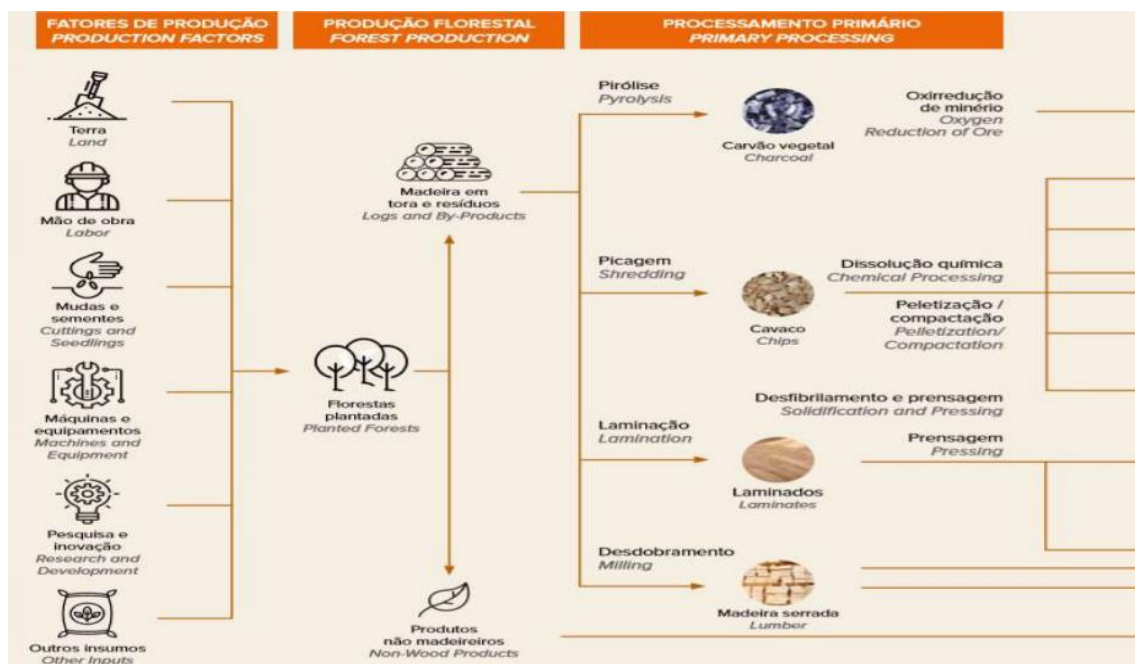 FATORES DE PRODUÇÃO
PRODUCTION FACTORS
PRODUÇÃO FLORESTAL
FOREST PRODUCTION
PROCESSAMENTO PRIMÁRIO
PRIMARY PROCESSING
Terra
Land
Mão de obra
Labor
Mudas e
sementes
Cuttings and
Seedlings
Máquinas e
equipamentos
Machines and
Equipment
Pesquisa e
inovação
Research and
Development
Outros insumos
Other Inputs
Florestas
plantadas
Planted Forests
Madeira em
tora e resíduos
Logs and By-Products
Produtos
não madeireiros
Non-Wood Products
Pirólise
Pyrolysis
Carvão vegetal
Charcoal
Oxirredução
de minério
Oxygen
Reduction of Ore
Picagem
Shredding
Cavaco
Chips
Dissolução química
Chemical Processing
Peletização /
compactação
Pelletization/
Compactation
Desfibrilamento e prensagem
Solidification and Pressing
Laminação
Lamination
Laminados
Laminates
Prensagem
Pressing
Desdobramento
Milling
Madeira serrada
Lumber